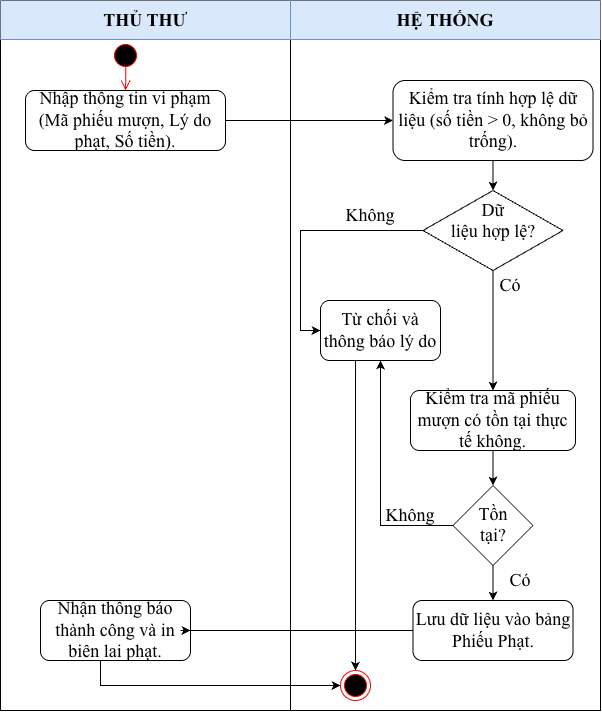 THỦ THƯ
HỆ THỐNG
Nhập thông tin vi phạm
(Mã phiếu mượn, Lý do
phạt, Số tiền).
Kiểm tra tính hợp lệ dữ
liệu (số tiền > 0, không bỏ
trống).
Dữ
liệu hợp lệ?
Không
Có
Từ chối và
thông báo lý do
Kiểm tra mã phiếu
mượn có tồn tại thực
tế không.
Tồn
tại?
Không
Có
Lưu dữ liệu vào bảng
Phiếu Phạt.
Nhận thông báo
thành công và in
biên lai phạt.